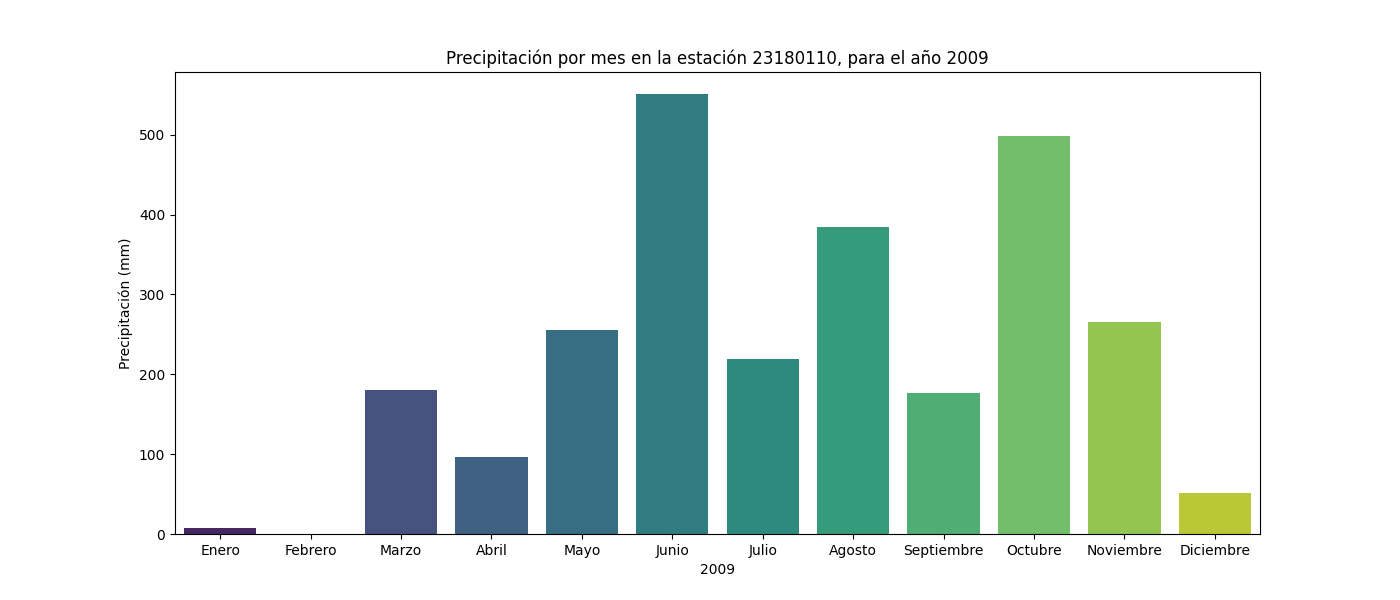 Precipitación por mes en la estación 23180110, para el año 2009
Precipitación (mm)
500
400
300
200
100
0
Enero Febrero Marzo Abril Mayo Junio Julio Agosto Septiembre Octubre Noviembre Diciembre
2009